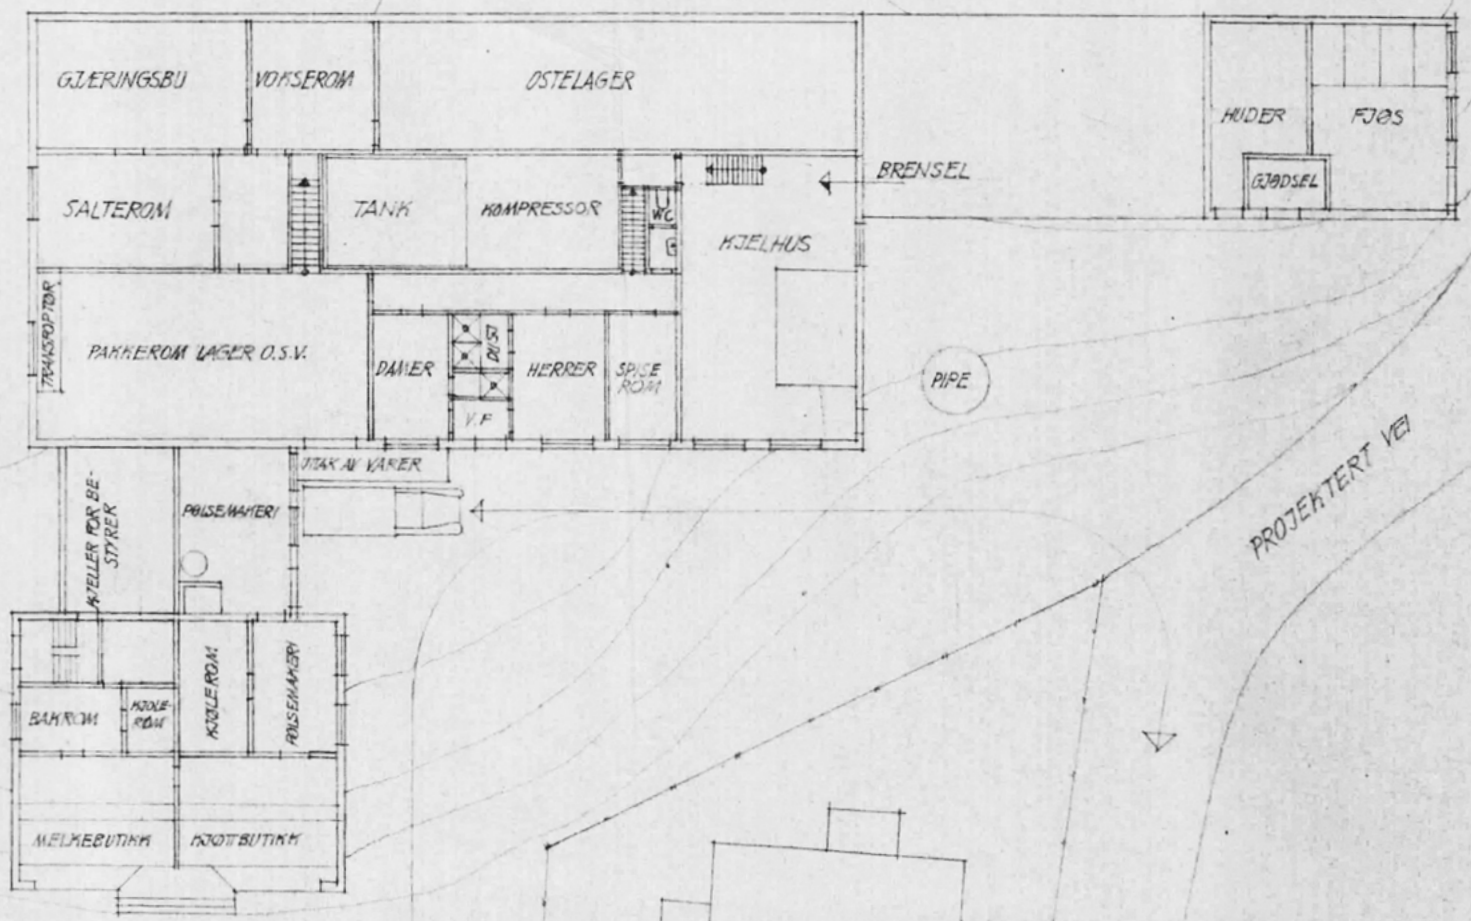 GJÆRINGSBU
VOKSEROM
OSTELAGER
HUDER
FJØS
GJØDSEL
BRENSEL
SALTEROM
TANK
KOMPRESSOR
WC
KJELHUS
TRANSPORTØR
PAKKEROM LAGER O.S.V.
DAMER
DUSJ
V.F
HERRER
SPISE
ROM
PIPE
PROJEKTERT VEI
KJELLER FOR BE-
STYRER
PØLSEMAKERI
INTAK AV VARER
BAKROM
KJØLE-
ROM
KJØLEROM
PØLSEMAKERI
MELKEBUTIKK
KJØTTBUTIKK